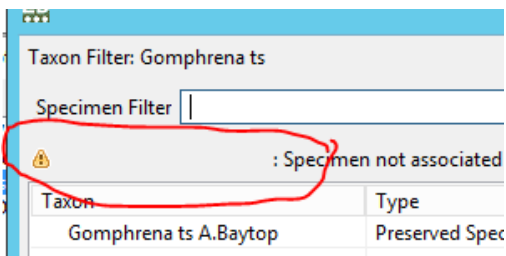 Taxon Filter: Gomphrena ts
Specimen Filter
: Specimen not associated
Taxon Type
Gomphrena ts A.Baytop Preserved Spec